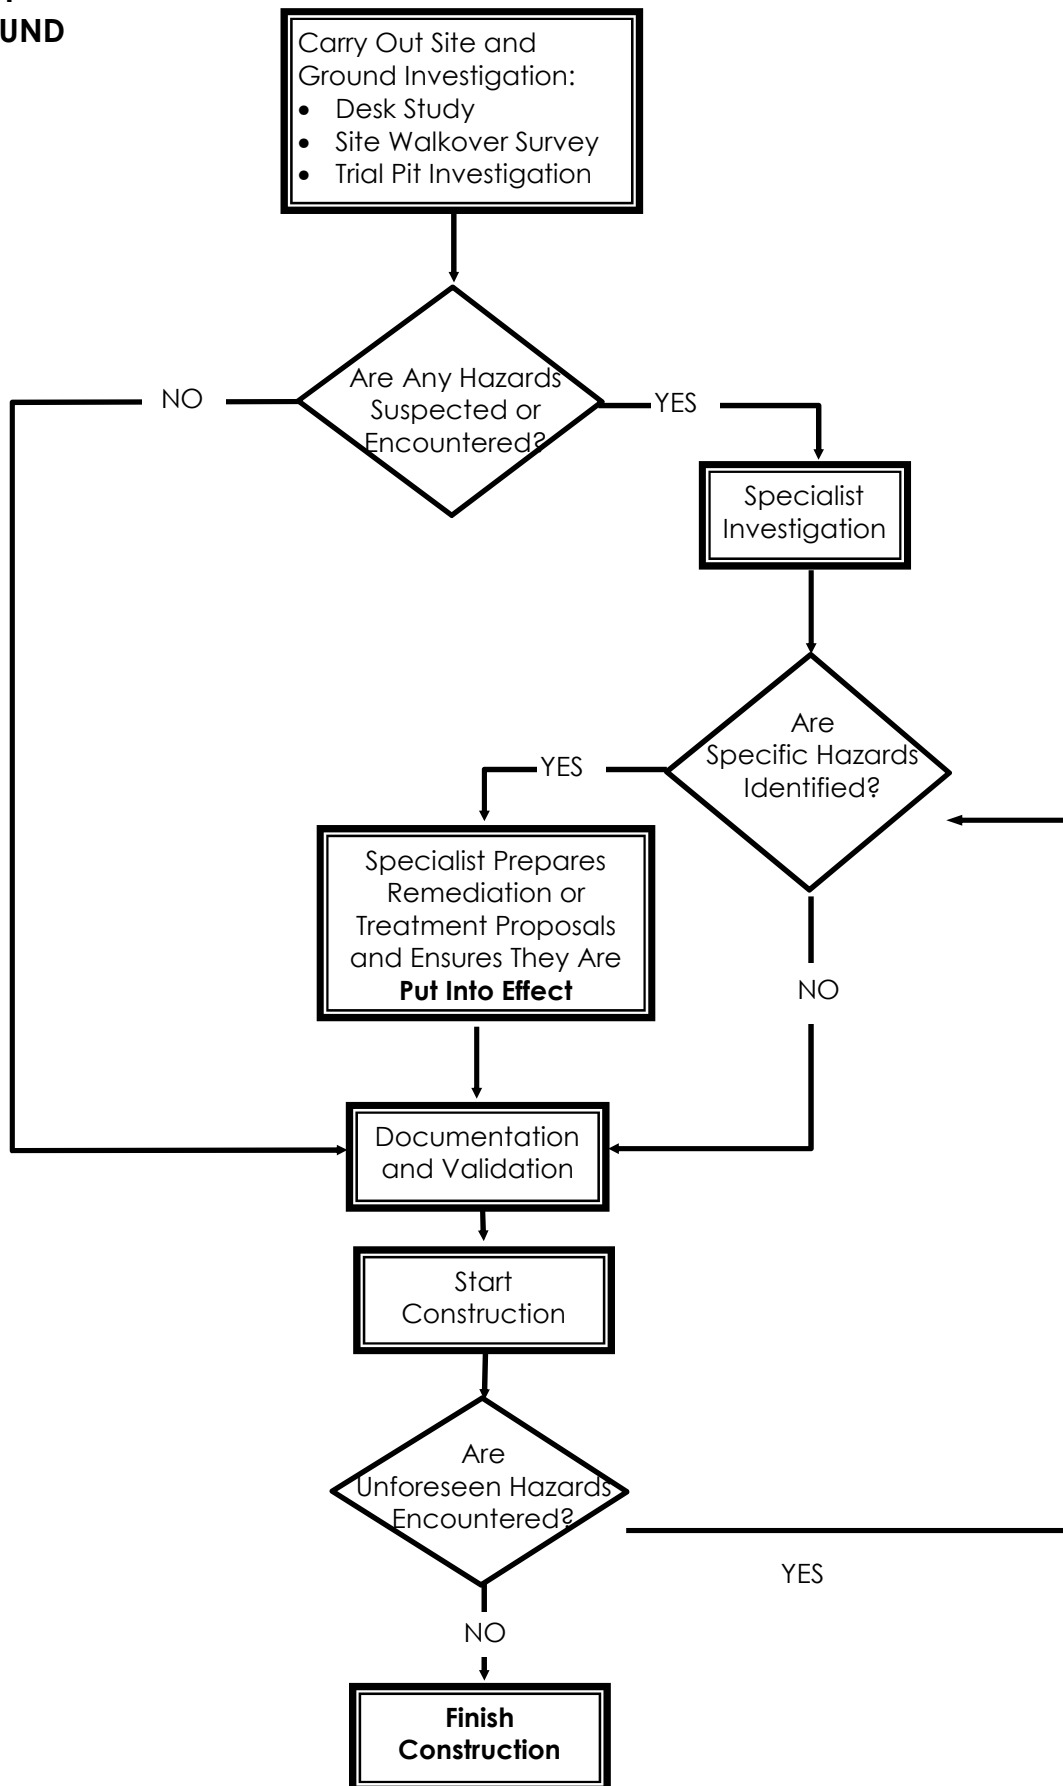 UND
Carry Out Site and
Ground Investigation:
• Desk Study
• Site Walkover Survey
• Trial Pit Investigation
Are Any Hazards
Suspected or
Encountered?
NO
YES
Specialist
Investigation
Are
Specific Hazards
Identified?
YES
Specialist Prepares
Remediation or
Treatment Proposals
and Ensures They Are
Put Into Effect
NO
Documentation
and Validation
Start
Construction
Are
Unforeseen Hazards
Encountered?
YES
NO
Finish
Construction